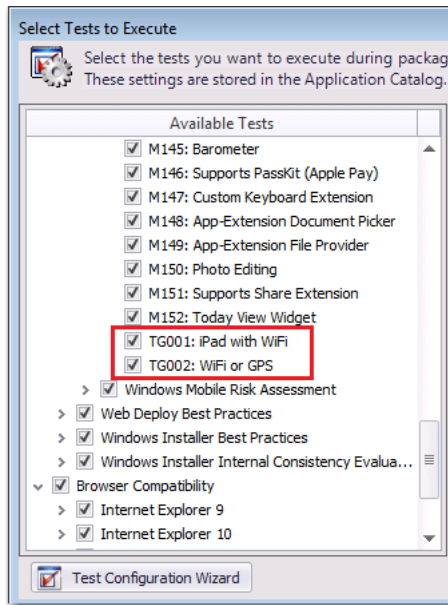 Select Tests to Execute
Select the tests you want to execute during packag
These settings are stored in the Application Catalog.
Available Tests
M145: Barometer
M146: Supports PassKit (Apple Pay)
M147: Custom Keyboard Extension
M148: App-Extension Document Picker
M149: App-Extension File Provider
M150: Photo Editing
M151: Supports Share Extension
M152: Today View Widget
TG001: iPad with WiFi
TG002: WiFi or GPS
Windows Mobile Risk Assessment
Web Deploy Best Practices
Windows Installer Best Practices
Windows Installer Internal Consistency Evalua...
Browser Compatibility
Internet Explorer 9
Internet Explorer 10
Test Configuration Wizard